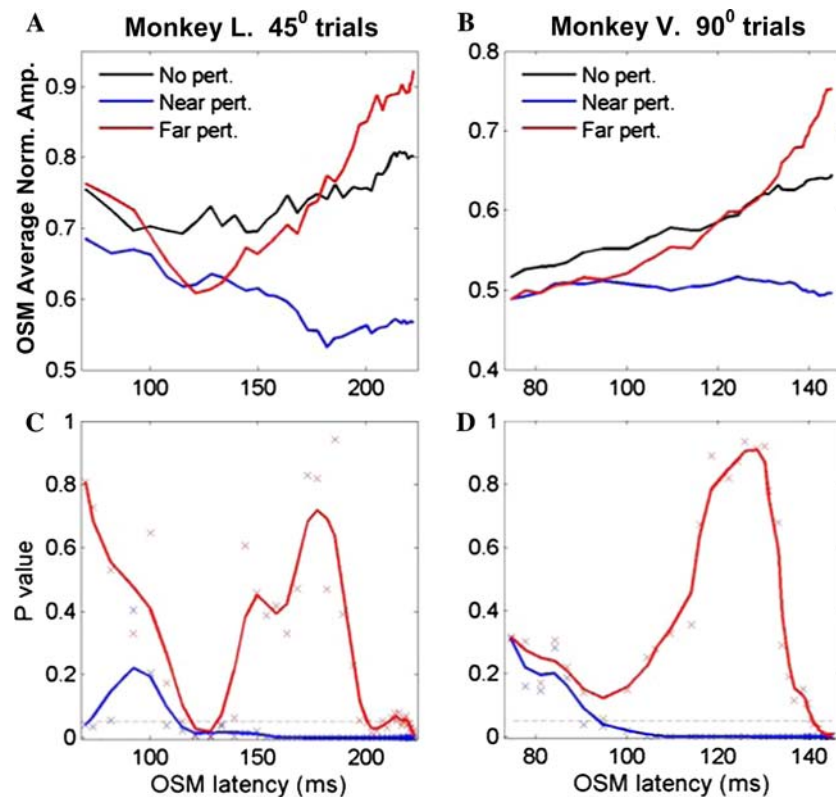 A Monkey L. 45⁰ trials
B Monkey V. 90⁰ trials
OSM Average Norm. Amp.
0.9
0.8
0.7
0.6
0.5
No pert.
Near pert.
Far pert.
100 150 200
0.8
0.7
0.6
0.5
0.4
No pert.
Near pert.
Far pert.
80 100 120 140
C
P value
1
0.8
0.6
0.4
0.2
0
100 150 200
OSM latency (ms)
D
1
0.8
0.6
0.4
0.2
0
80 100 120 140
OSM latency (ms)